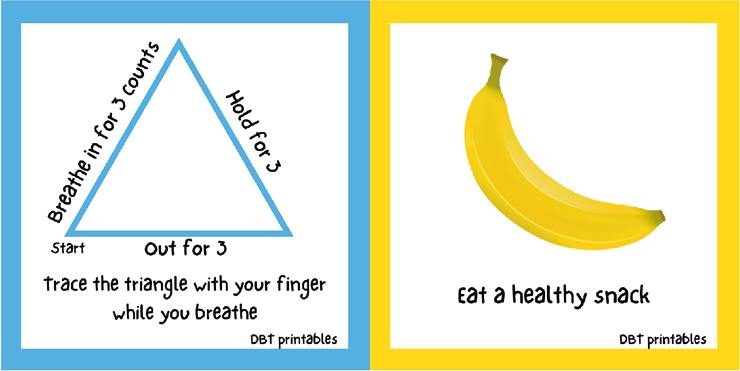 Breathe in for 3 counts
Hold for 3
Start
Out for 3
Trace the triangle with your finger
while you breathe
DBT printables
Eat a healthy snack
DBT printables